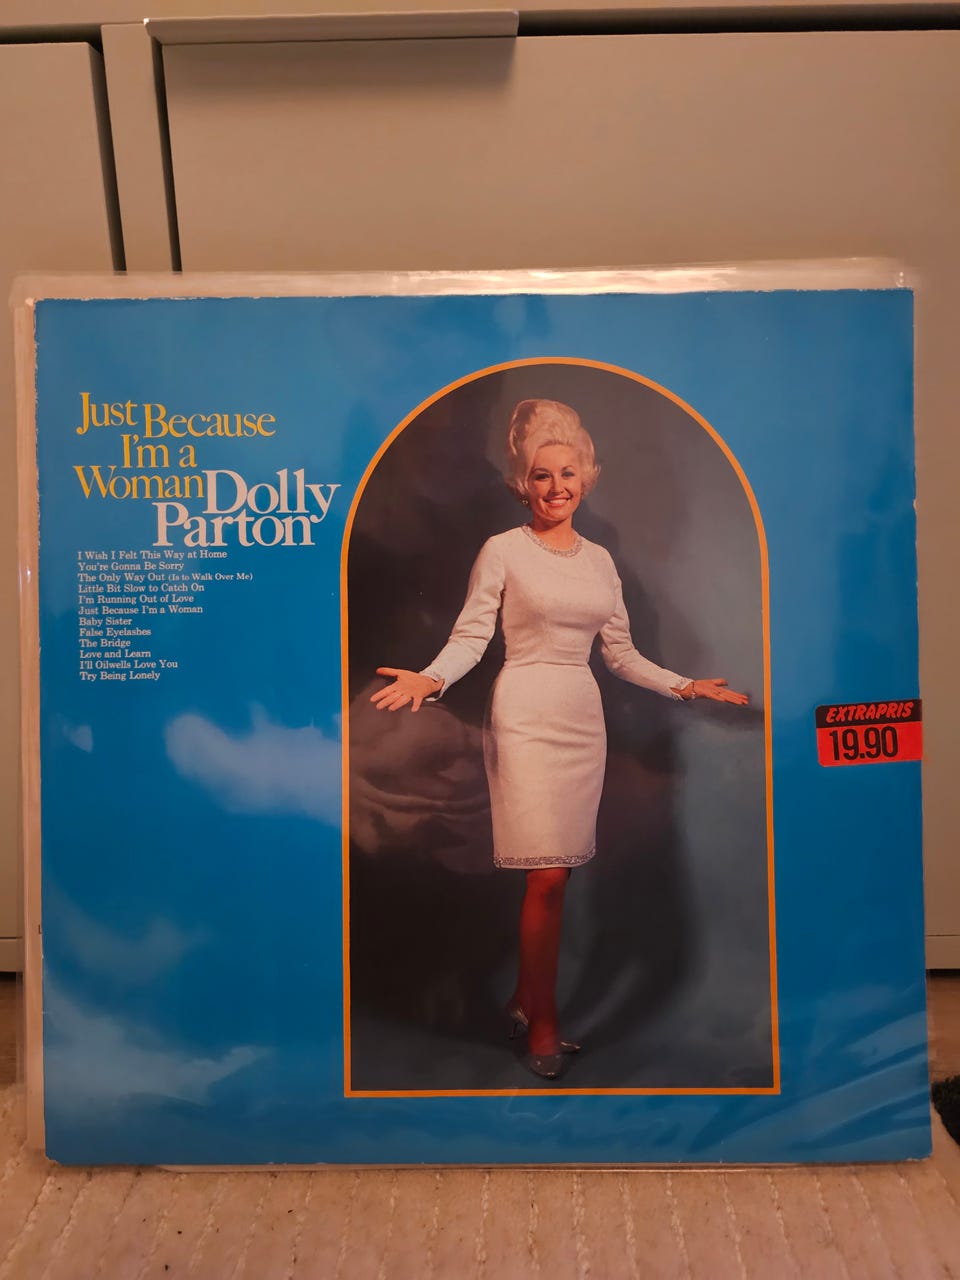 Just Because
I'm a
Woman Dolly
Parton
I Wish I Felt This Way at Home
You're Gonna Be Sorry
The Only Way Out (Is to Walk Over Me)
Little Bit Slow to Catch On
I'm Running Out of Love
Just Because I'm a Woman
Baby Sister
False Eyelashes
The Bridge
Love and Learn
I'll Oilwells Love You
Try Being Lonely
EXTRAPRIS
19.90